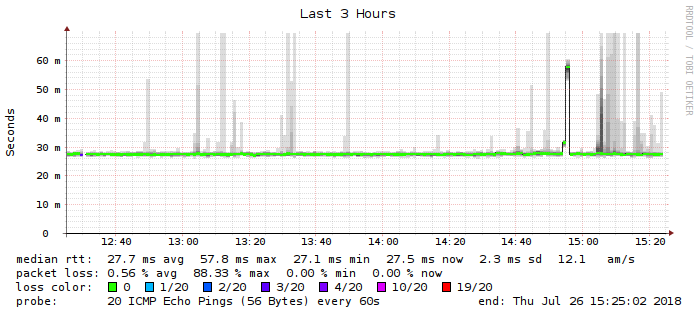 Last 3 Hours
RRDTOOL / TOBI OETIKER
Seconds
60 m
50 m
40 m
30 m
20 m
10 m
0
12:40 13:00 13:20 13:40 14:00 14:20 14:40 15:00 15:20
median rtt: 27.7 ms avg 57.8 ms max 27.1 ms min 27.5 ms now 2.3 ms sd 12.1 am/s
packet loss: 0.56 % avg 88.33 % max 0.00 % min 0.00 % now
loss color: 0 1/20 2/20 3/20 4/20 10/20 19/20
probe: 20 ICMP Echo Pings (56 Bytes) every 60s end: Thu Jul 26 15:25:02 2018